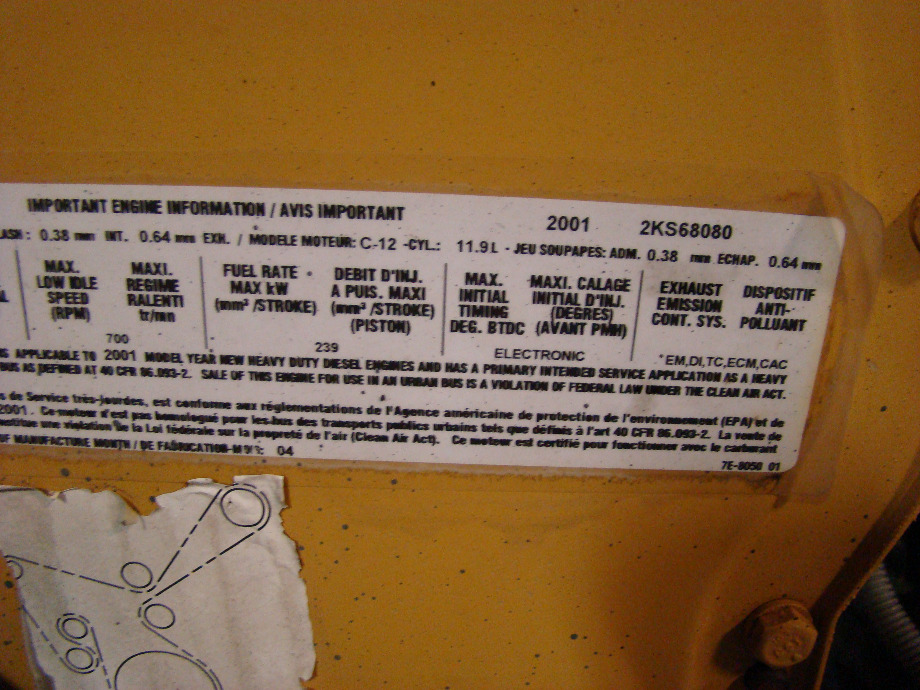 IMPORTANT ENGINE INFORMATION / AVIS IMPORTANT 2001 2KS68080
LASH : 0.38 mm INT. 0.64 mm EXH. / MODELE MOTEUR: C-12 -CYL.: 11.9L - JEU SOUPAPES: ADM. 0.38 mm ECHAP. 0.64 mm
MAX. LOW IDLE SPEED (RPM)
MAXI. REGIME RALENTI tr/mn
700
FUEL RATE MAX kW (mm³ /STROKE)
DEBIT D'INJ. A PUIS. MAXI (mm³ /STROKE) (PISTON)
239
MAX. INITIAL TIMING DEG. BTDC
MAXI. CALAGE INITIAL D'INJ. (DEGRES) (AVANT PMH)
ELECTRONIC
EXHAUST EMISSION CONT. SYS.
DISPOSITIF ANTI-POLLUANT
EM,DI,TC,ECM,CAC
IS APPLICABLE TO 2001 MODEL YEAR NEW HEAVY DUTY DIESEL ENGINES AND HAS A PRIMARY INTENDED SERVICE APPLICATION AS A HEAVY
BUS AS DEFINED AT 40 CFR 86.093-2. SALE OF THIS ENGINE FOR USE IN AN URBAN BUS IS A VIOLATION OF FEDERAL LAW UNDER THE CLEAN AIR ACT.
de Service très-lourdes, est conforme aux réglementations de l'Agence américaine de protection de l'environnement (EPA) et de
2001 . Ce moteur n'est pas homologué pour les bus des transports publics urbains tels que définis à l'art 40 CFR 86.093-2. La vente de
constitue une violation de la Loi fédérale sur la propreté de l'air (Clean Air Act). Ce moteur est certifié pour fonctionner avec le carburant
OF MANUFACTURE MONTH / DE FABRICATION-MOIS: 04
7E-8050 01